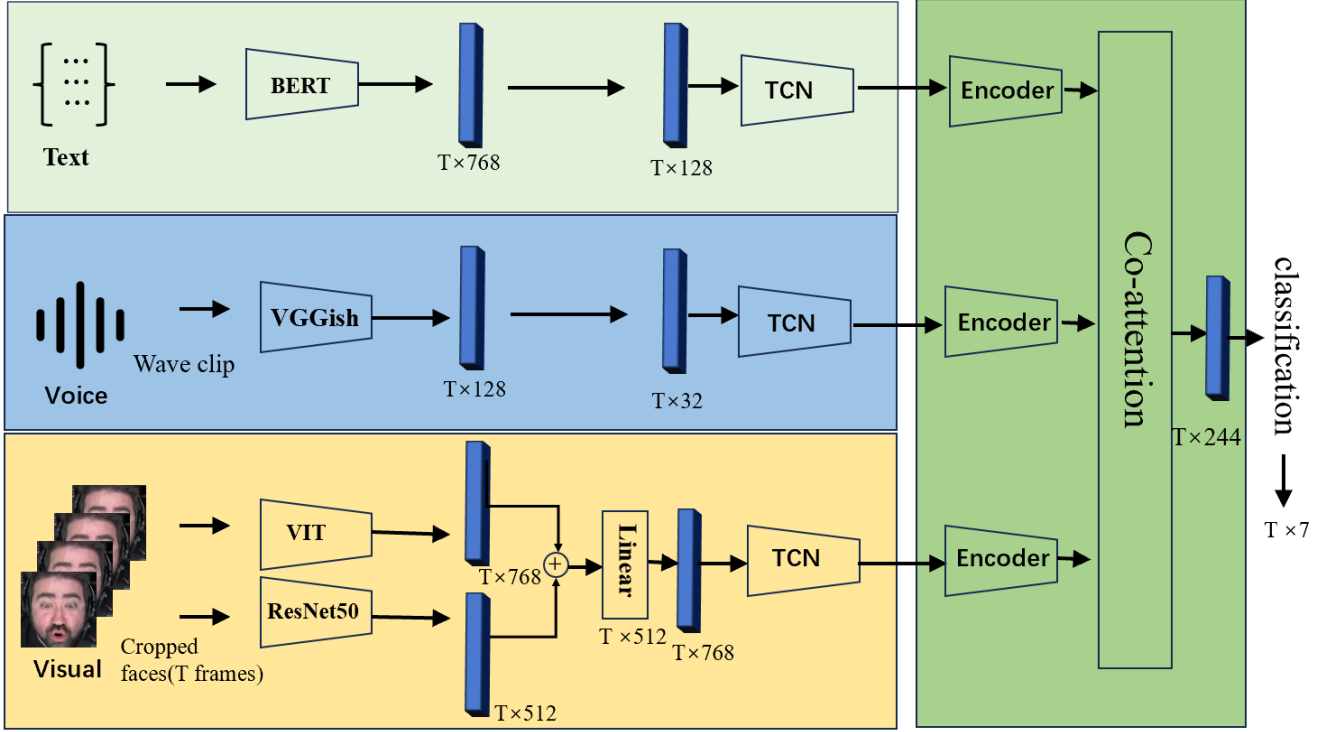 ...
...
...
Text
BERT
T×768
T×128
TCN
Encoder
Voice
Wave clip
VGGish
T×128
T×32
TCN
Encoder
Visual
Cropped
faces(T frames)
VIT
ResNet50
T×768
T×512
+
Linear
T ×512
T×768
TCN
Encoder
Co-attention
T×244
classification
T ×7